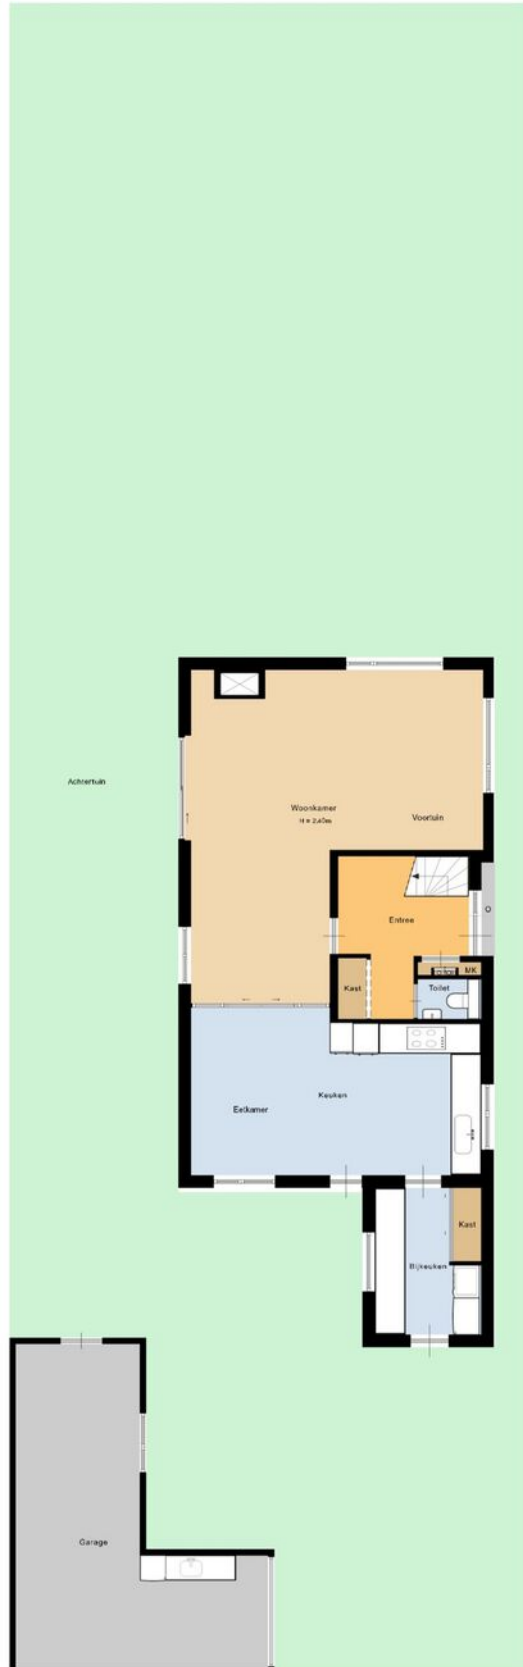 Achtertuin
Woonkamer
H = 2.40m
Voortuin
Entree
MK
Kast
Toilet
Keuken
Eetkamer
Kast
Bijkeuken
Garage